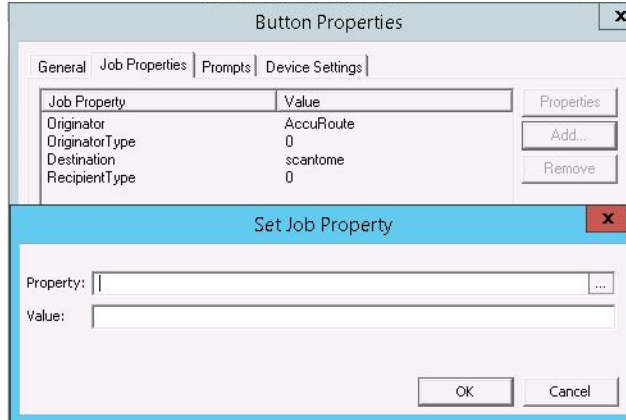 Button Properties
x
General Job Properties Prompts Device Settings
Job Property Value
Originator AccuRoute
OriginatorType 0
Destination scantome
RecipientType 0
Properties
Add...
Remove
Set Job Property
x
Property: ...
Value:
OK Cancel